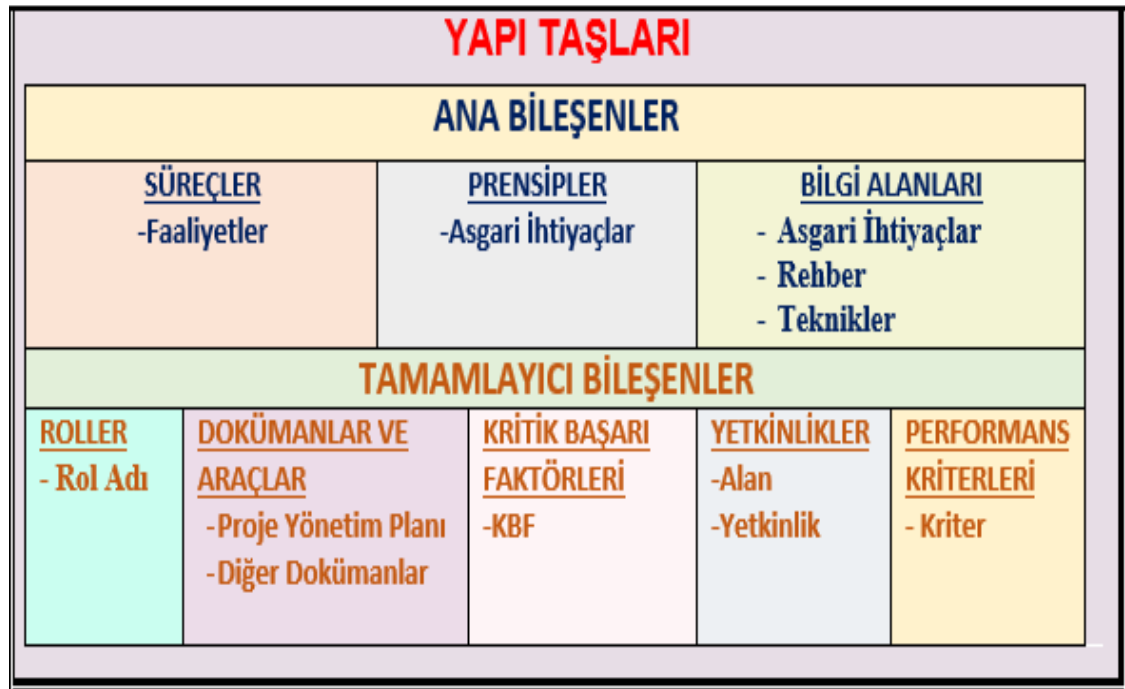 YAPI TAŞLARI
ANA BİLEŞENLER
SÜREÇLER
-Faaliyetler
PRENSİPLER
-Asgari İhtiyaçlar
BİLGİ ALANLARI
- Asgari İhtiyaçlar
- Rehber
- Teknikler
TAMAMLAYICI BİLEŞENLER
ROLLER
- Rol Adı
DOKÜMANLAR VE
ARAÇLAR
-Proje Yönetim Planı
-Diğer Dokümanlar
KRİTİK BAŞARI
FAKTÖRLERİ
-KBF
YETKİNLİKLER
-Alan
-Yetkinlik
PERFORMANS
KRİTERLERİ
- Kriter